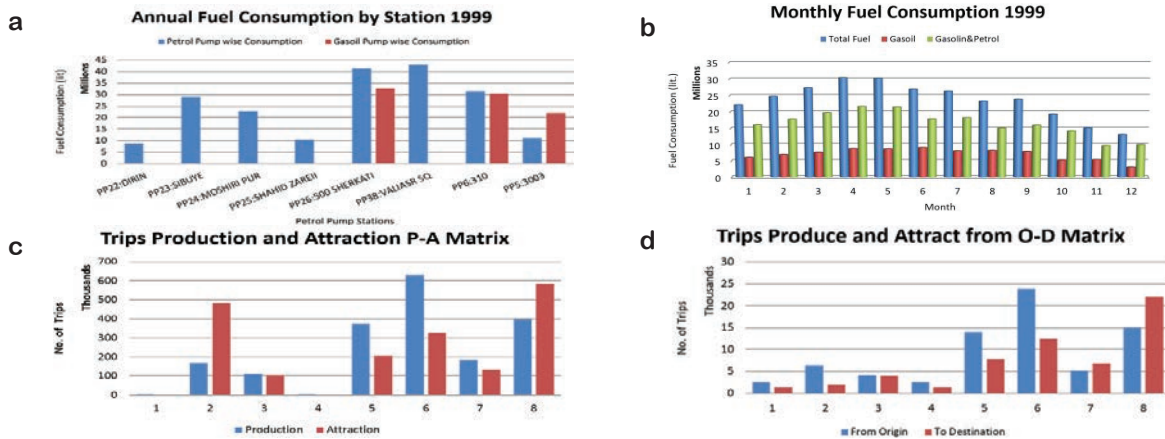 a
Annual Fuel Consumption by Station 1999
Petrol Pump wise Consumption
Gasoil Pump wise Consumption
Fuel Consumption (lit)
Millions
45
40
35
30
25
20
15
10
5
0
PP22:DIRIN
PP23:SIBUYE
PP24:MOSHIRI PUR
PP25:SHAHID ZAREII
PP26:500 SHERKATI
PP38:VALIASR SQ
PP6:310
PP5:3003
Petrol Pump Stations
b
Monthly Fuel Consumption 1999
Total Fuel
Gasoil
Gasolin&Petrol
Fuel Consumption (lit.)
Millions
35
30
25
20
15
10
5
0
1 2 3 4 5 6 7 8 9 10 11 12
Month
c
Trips Production and Attraction P-A Matrix
No. of Trips
Thousands
700
600
500
400
300
200
100
0
1 2 3 4 5 6 7 8
Production
Attraction
d
Trips Produce and Attract from O-D Matrix
No. of Trips
Thousands
30
25
20
15
10
5
0
1 2 3 4 5 6 7 8
From Origin
To Destination